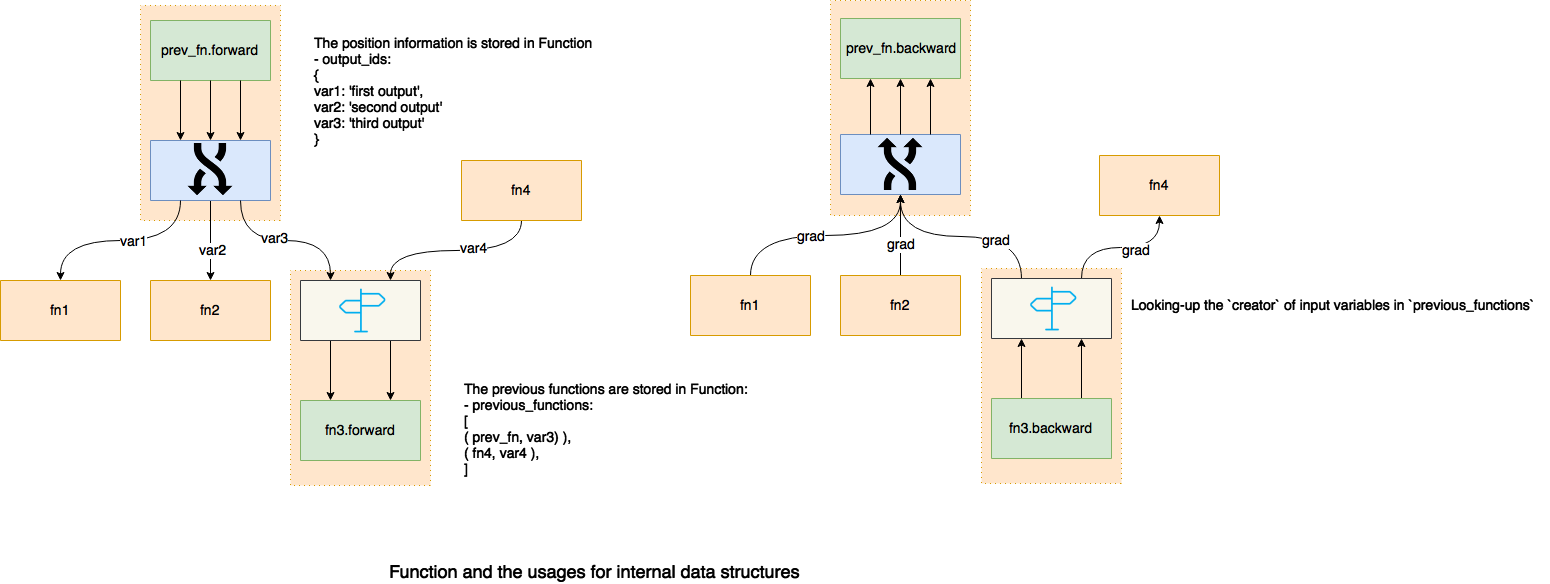 prev_fn.forward
The position information is stored in Function
- output_ids:
{
var1: 'first output',
var2: 'second output'
var3: 'third output'
}
fn4
var1
var2
var3
var4
fn1
fn2
fn3.forward
The previous functions are stored in Function:
- previous_functions:
[
( prev_fn, var3) ),
( fn4, var4 ),
]
prev_fn.backward
fn4
grad
grad
grad
grad
fn1
fn2
Looking-up the `creator` of input variables in `previous_functions`
fn3.backward
Function and the usages for internal data structures